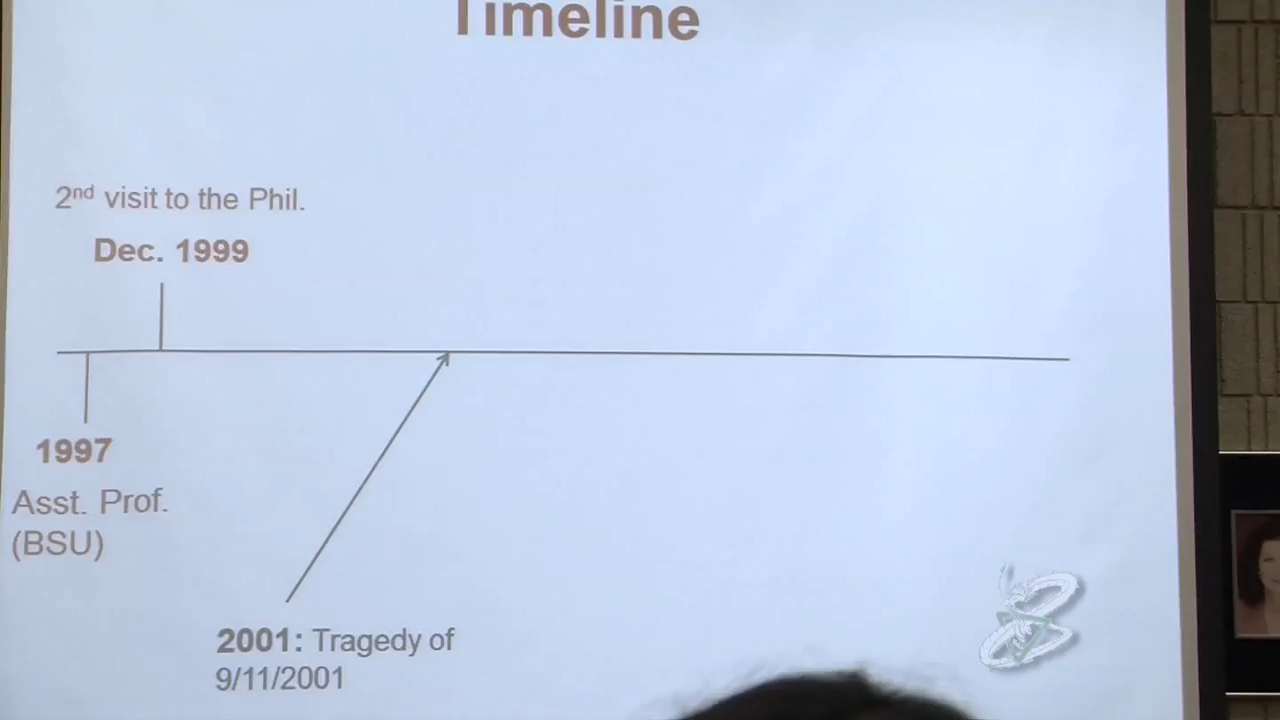 Timeline
2nd visit to the Phil.
Dec. 1999
1997
Asst. Prof.
(BSU)
2001: Tragedy of
9/11/2001